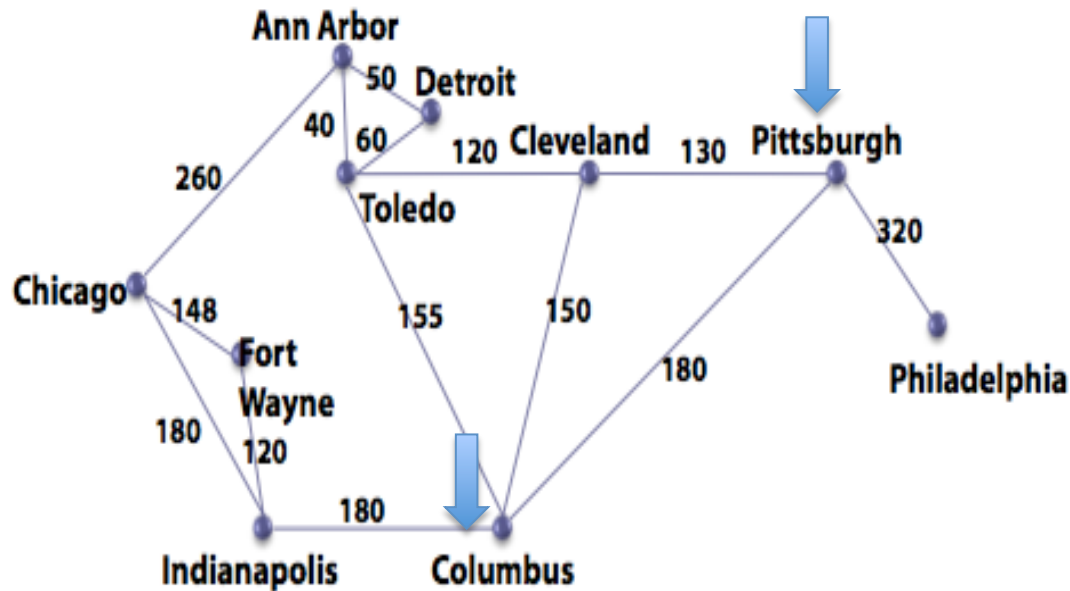 Ann Arbor
50 Detroit
40
60
120 Cleveland 130 Pittsburgh
260
Toledo
320
Chicago
148
155
150
Fort
Wayne
180
Philadelphia
180
120
180
Indianapolis
Columbus